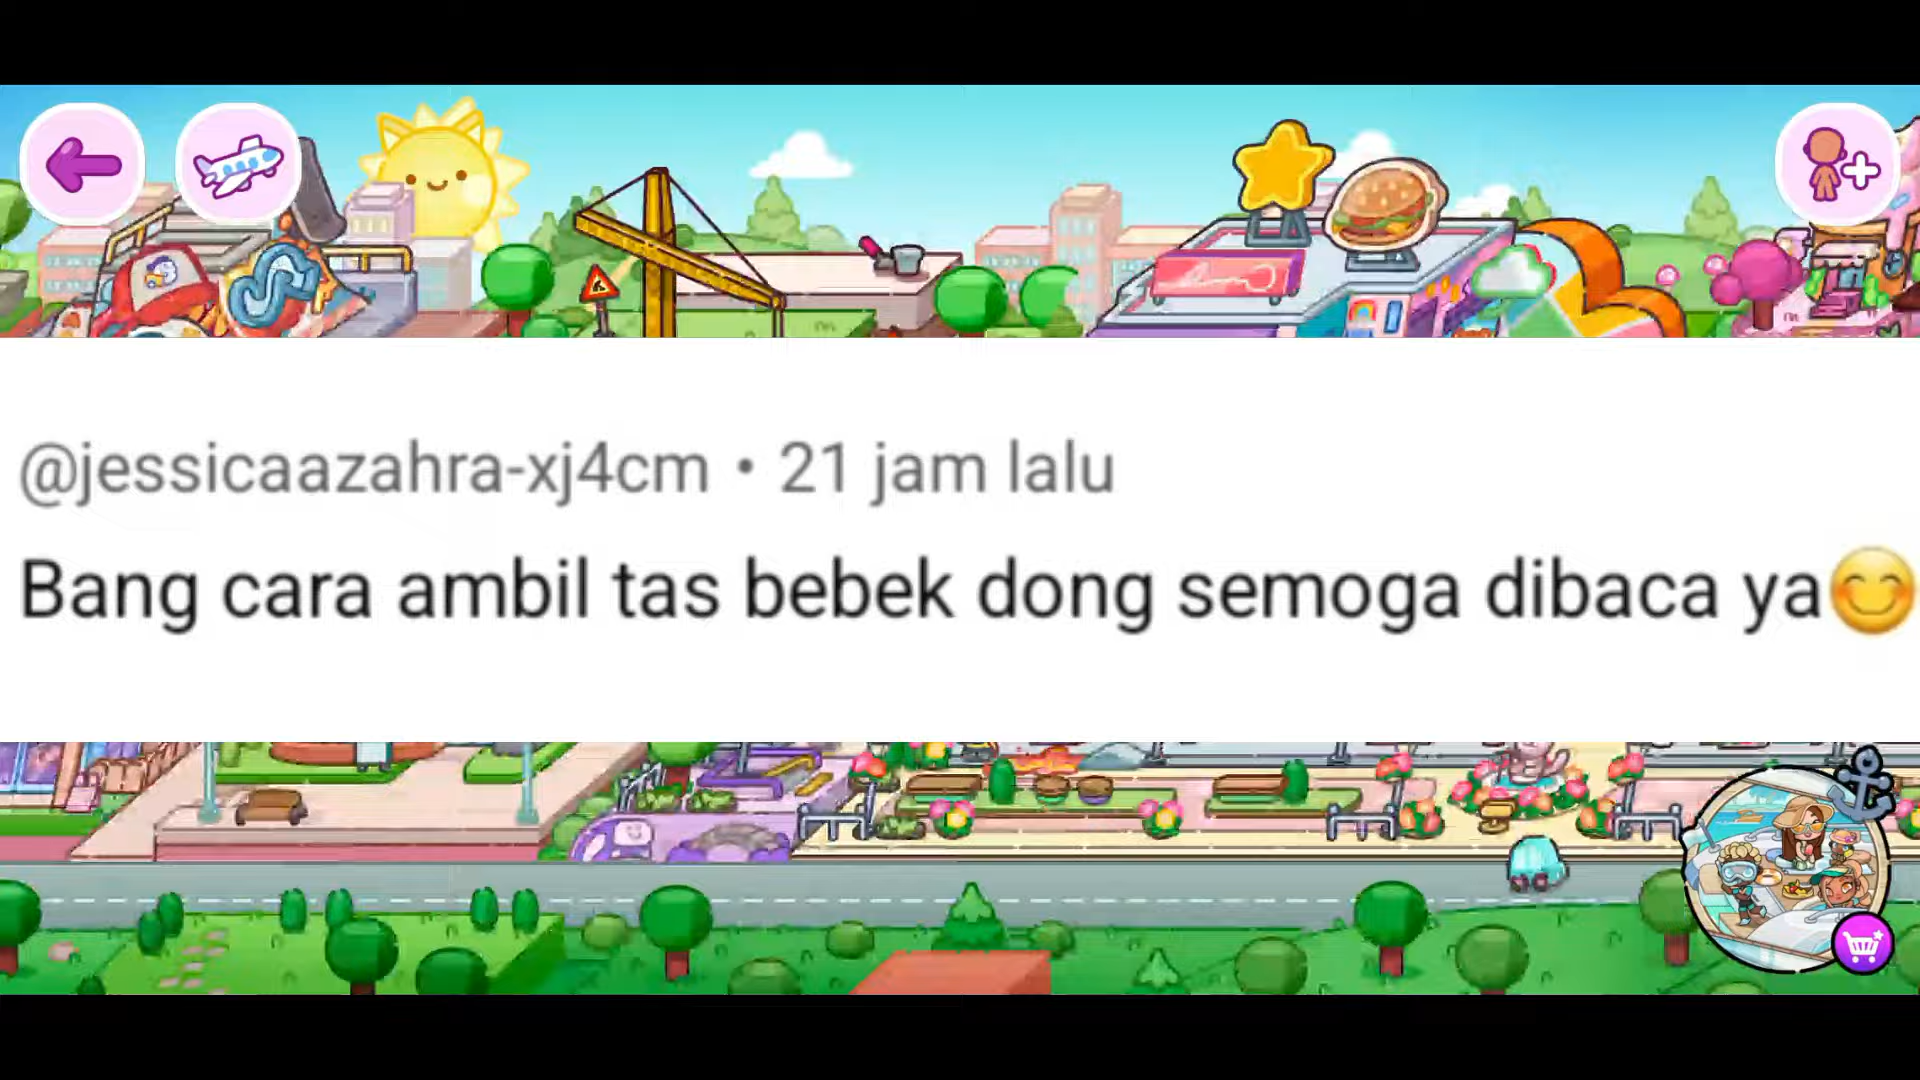 @jessicaazahra-xj4cm • 21 jam lalu
Bang cara ambil tas bebek dong semoga dibaca ya😊